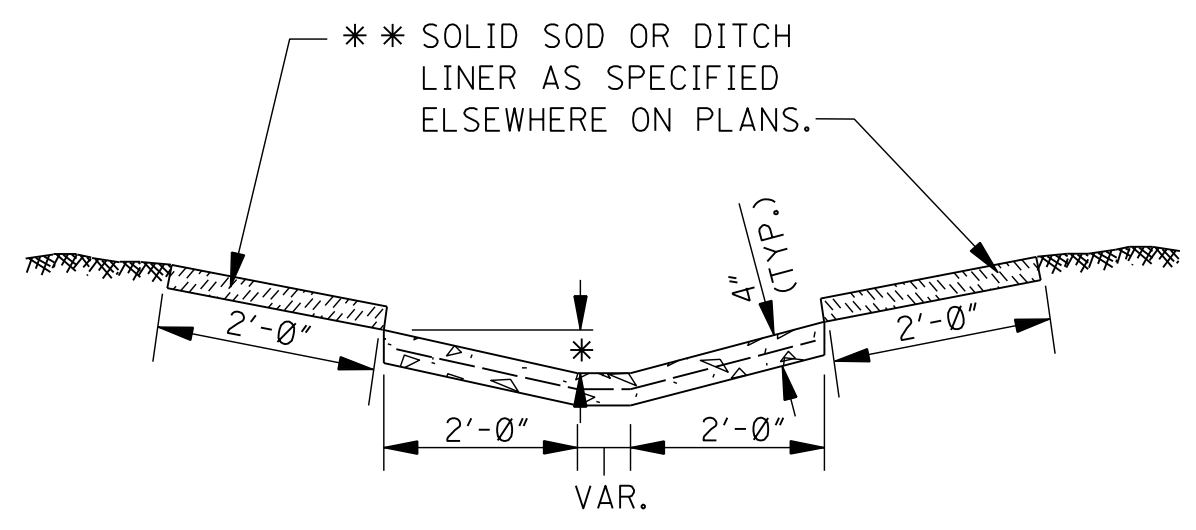 ** SOLID SOD OR DITCH
LINER AS SPECIFIED
ELSEWHERE ON PLANS.
4"
(TYP.)
2'-0"
*
2'-0"
2'-0"
2'-0"
VAR.